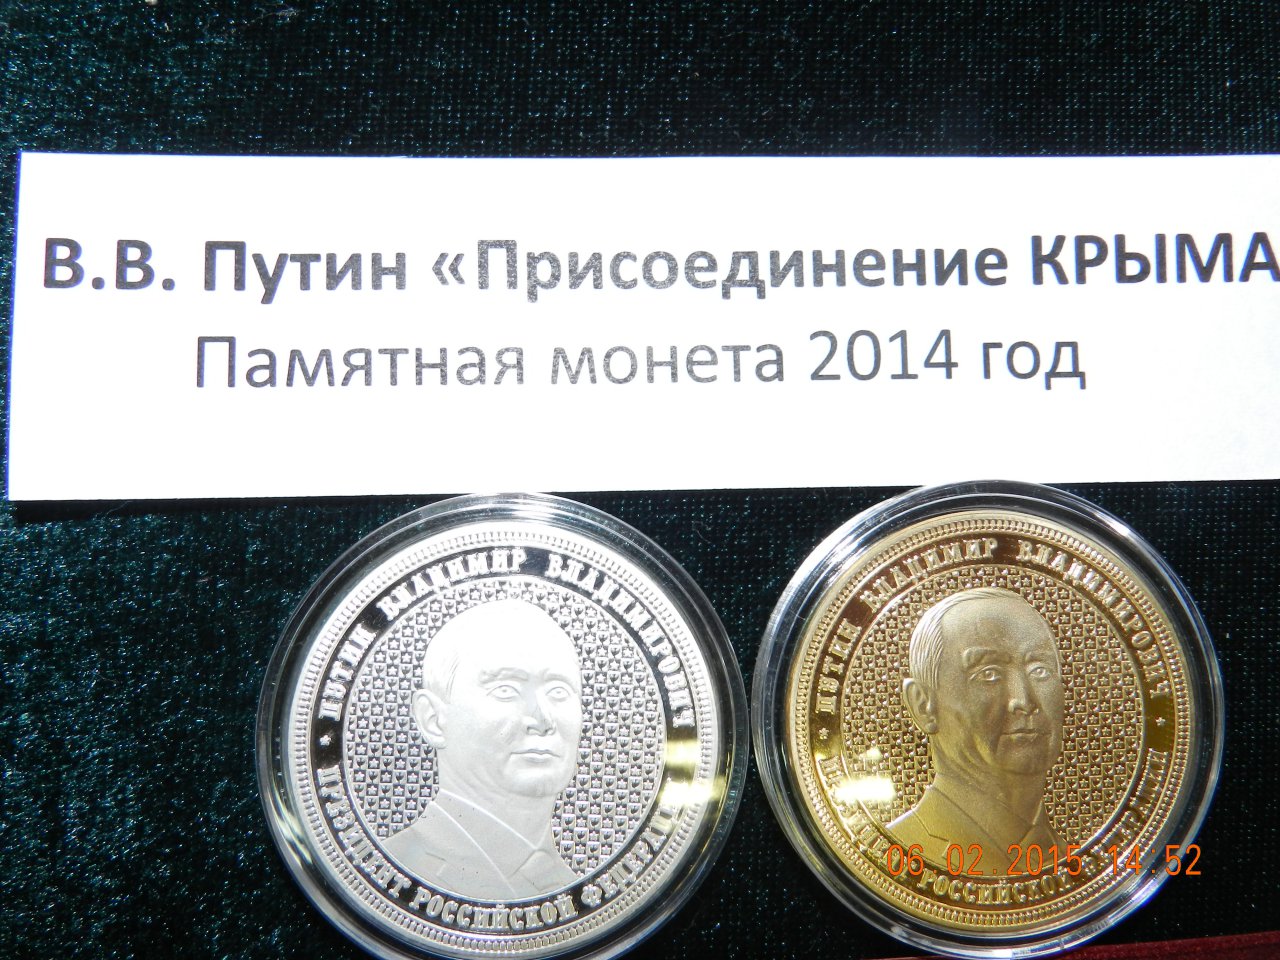 В.В. Путин «Присоединение КРЫМА
Памятная монета 2014 год
ПУТИН ВЛАДИМИР ВЛАДИМИРОВИЧ
ПРЕЗИДЕНТ РОССИЙСКОЙ ФЕДЕРАЦИИ
ПУТИН ВЛАДИМИР ВЛАДИМИРОВИЧ
РОССИЙСКОЙ
06.02.2015 14:52